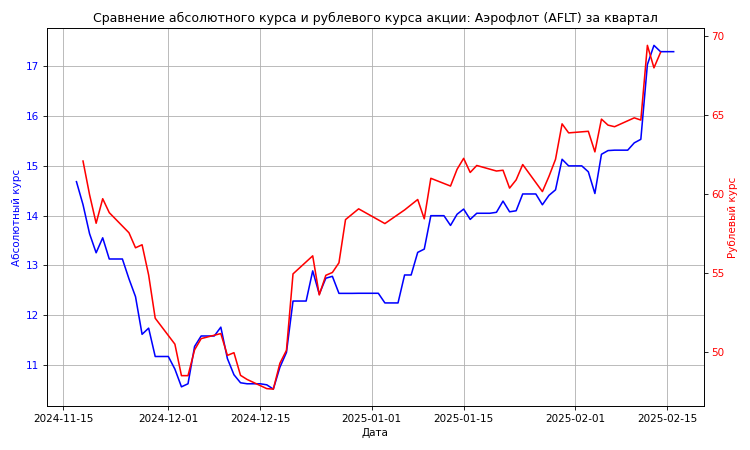 Сравнение абсолютного курса и рублевого курса акции: Аэрофлот (AFLT) за квартал
Абсолютный курс
17
16
15
14
13
12
11
70
65
60
55
50
Рублевый курс
2024-11-15 2024-12-01 2024-12-15 2025-01-01 2025-01-15 2025-02-01 2025-02-15
Дата